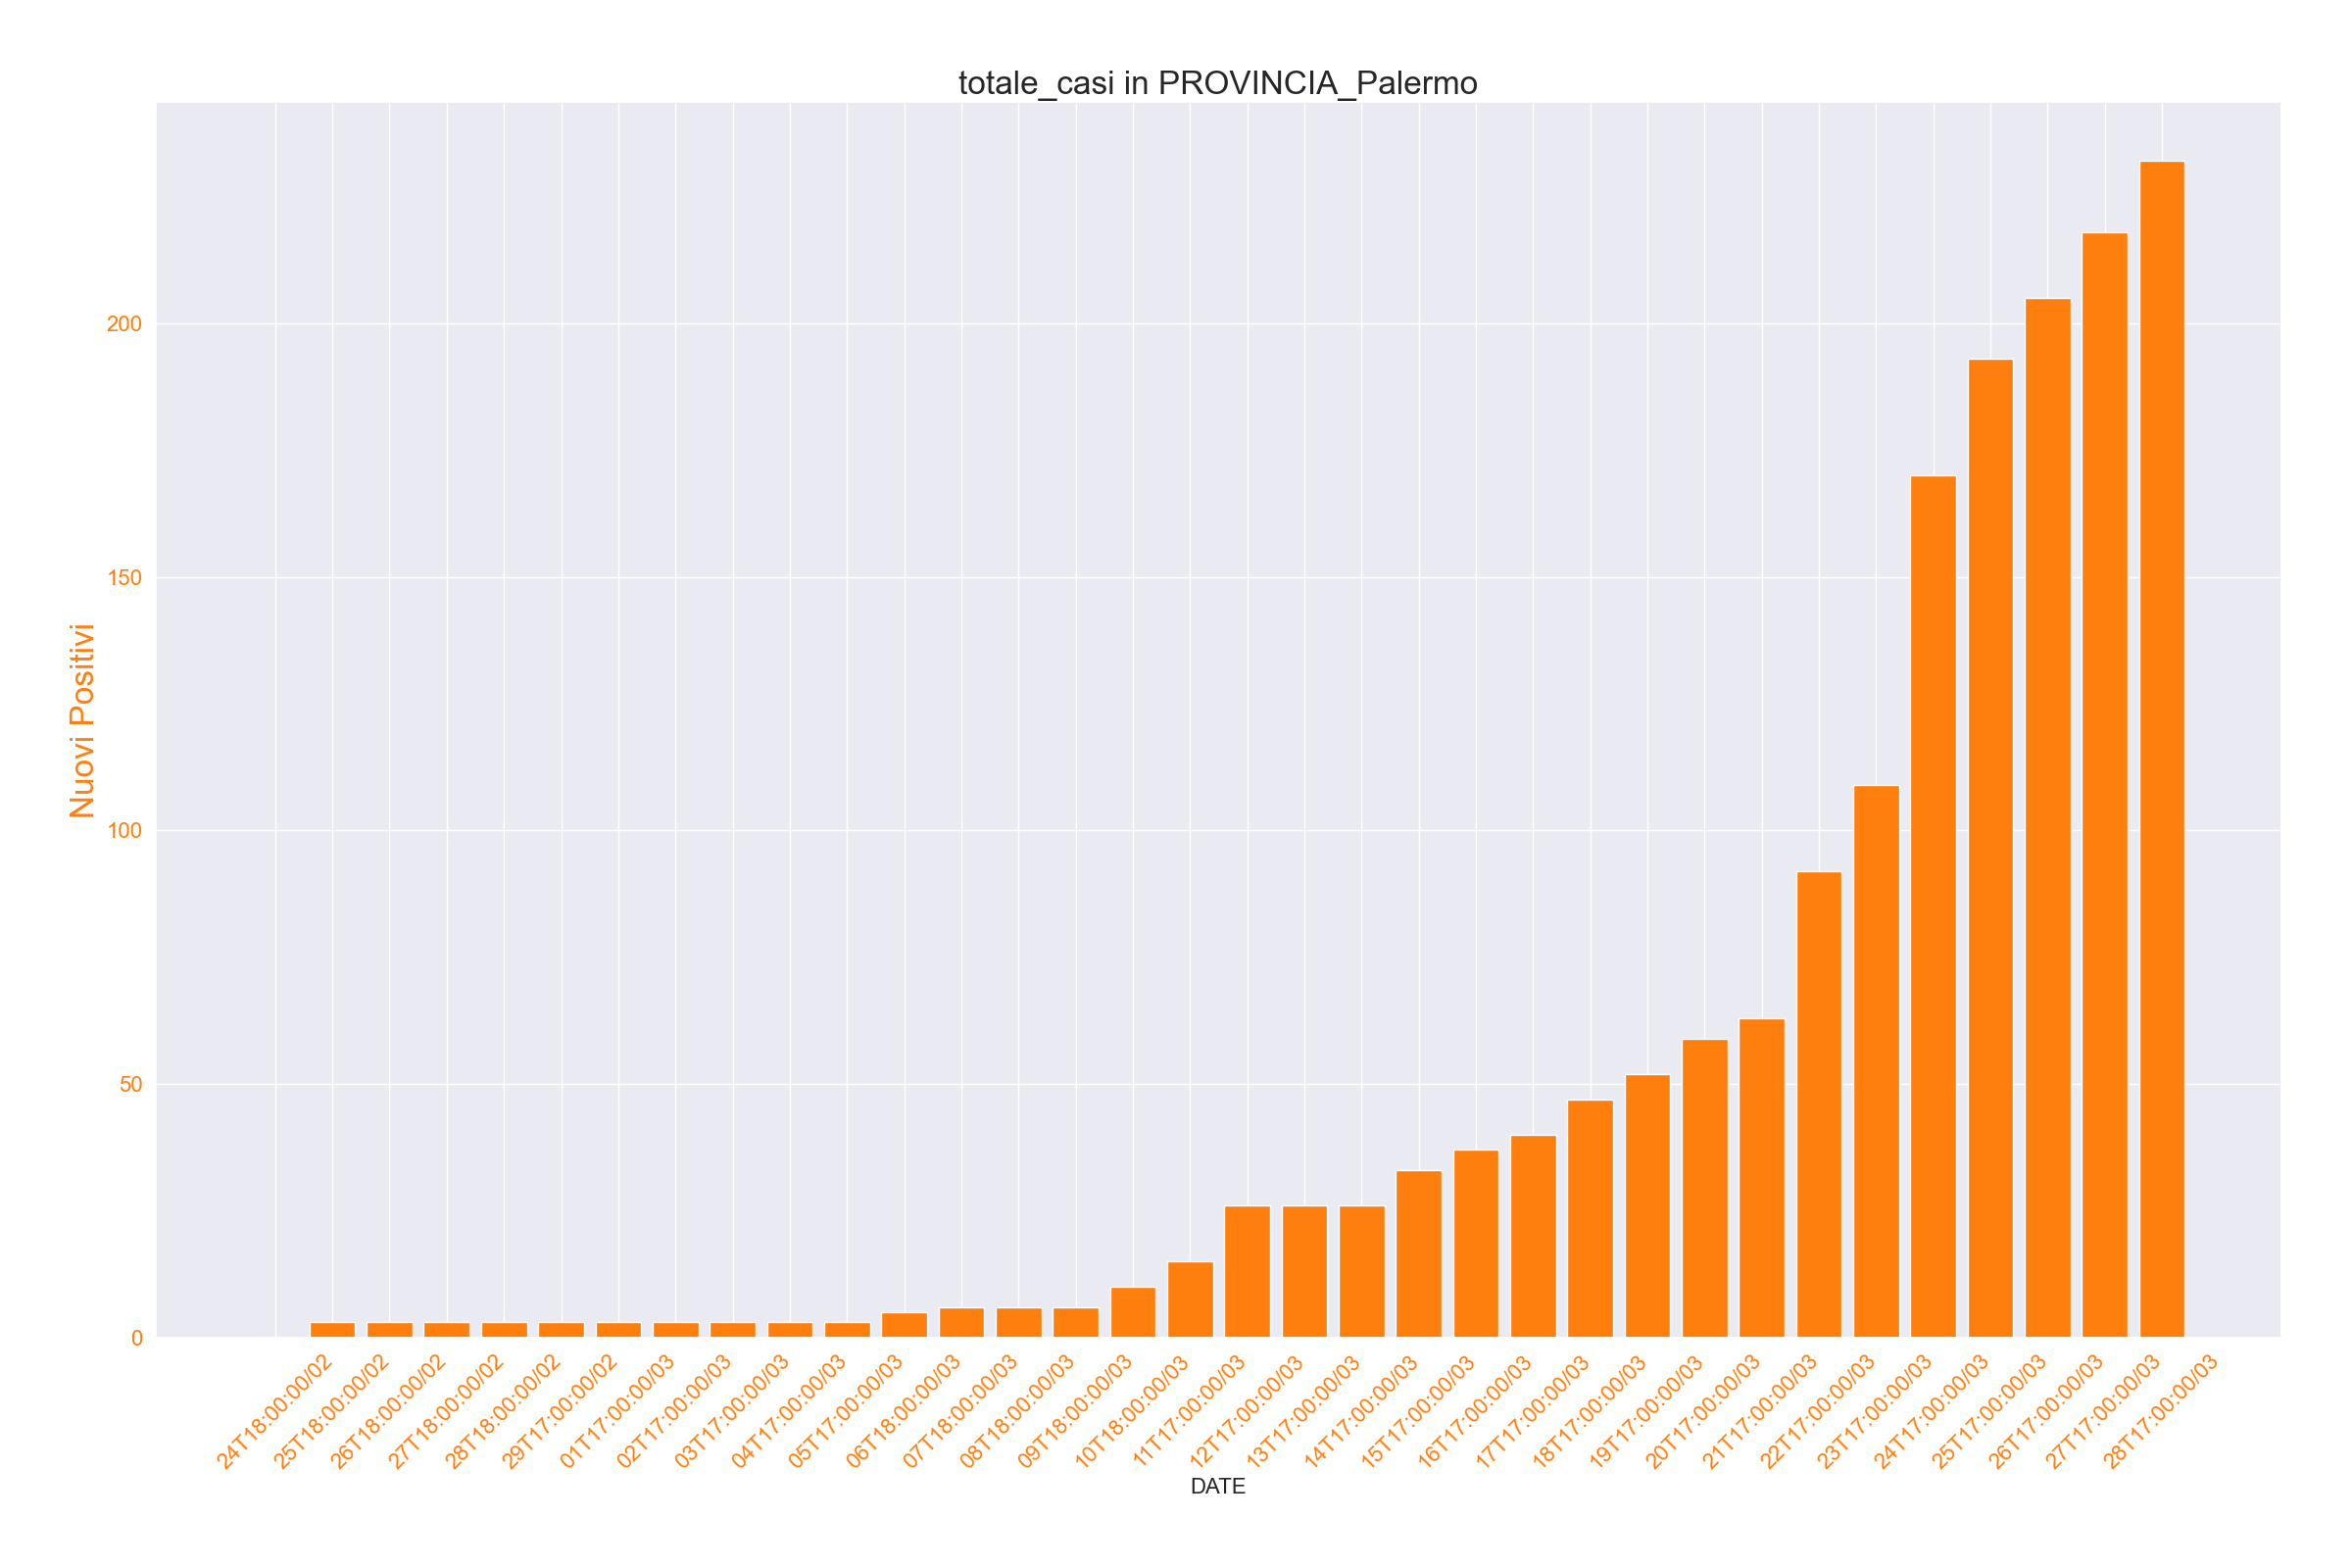 totale_casi in PROVINCIA_Palermo
Nuovi Positivi
200
150
100
50
0
24T18:00:00/02
25T18:00:00/02
26T18:00:00/02
27T18:00:00/02
28T18:00:00/02
29T17:00:00/02
01T17:00:00/03
02T17:00:00/03
03T17:00:00/03
04T17:00:00/03
05T17:00:00/03
06T18:00:00/03
07T18:00:00/03
08T18:00:00/03
09T18:00:00/03
10T18:00:00/03
11T17:00:00/03
12T17:00:00/03
13T17:00:00/03
14T17:00:00/03
15T17:00:00/03
16T17:00:00/03
17T17:00:00/03
18T17:00:00/03
19T17:00:00/03
20T17:00:00/03
21T17:00:00/03
22T17:00:00/03
23T17:00:00/03
24T17:00:00/03
25T17:00:00/03
26T17:00:00/03
27T17:00:00/03
28T17:00:00/03
DATE